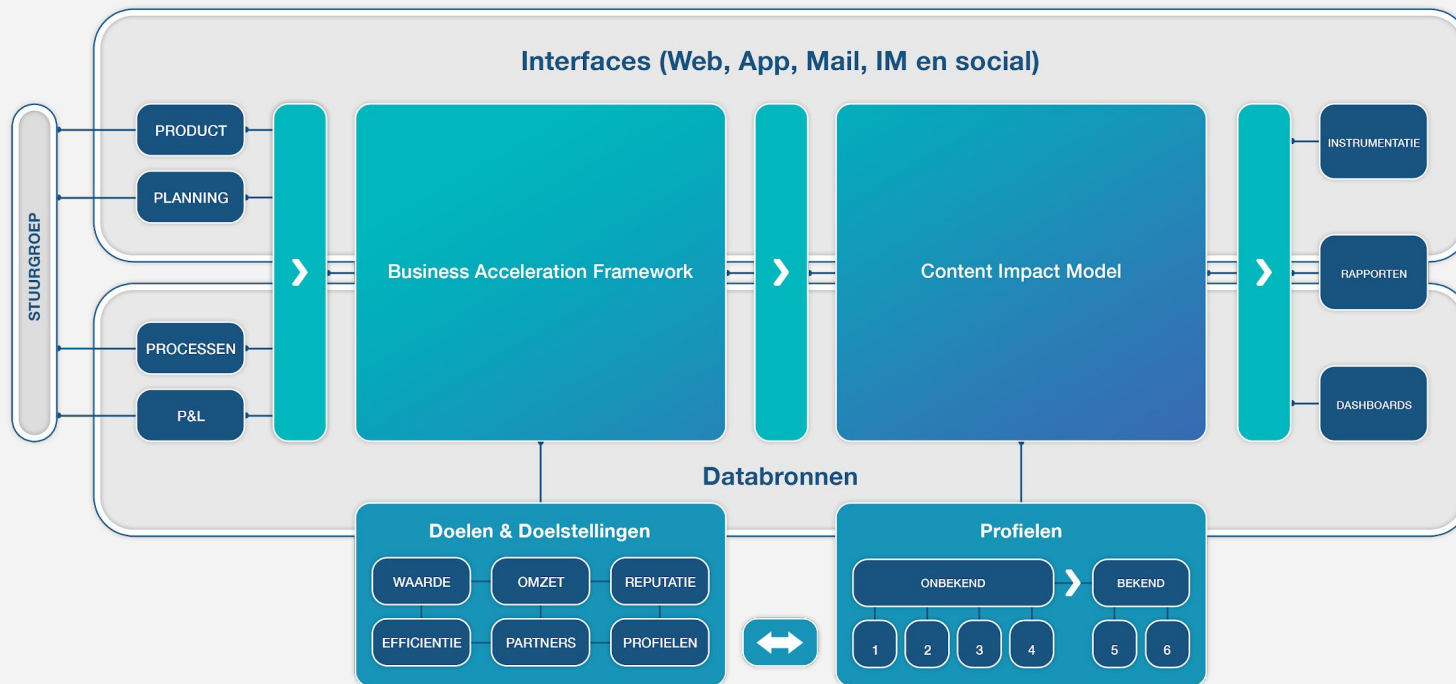 Interfaces (Web, App, Mail, IM en social)
STUURGROEP
PRODUCT
PLANNING
PROCESSEN
P&L
Business Acceleration Framework
Content Impact Model
INSTRUMENTATIE
RAPPORTEN
DASHBOARDS
Databronnen
Doelen & Doelstellingen
WAARDE
OMZET
REPUTATIE
EFFICIENTIE
PARTNERS
PROFIELEN
Profielen
ONBEKEND
BEKEND
1
2
3
4
5
6